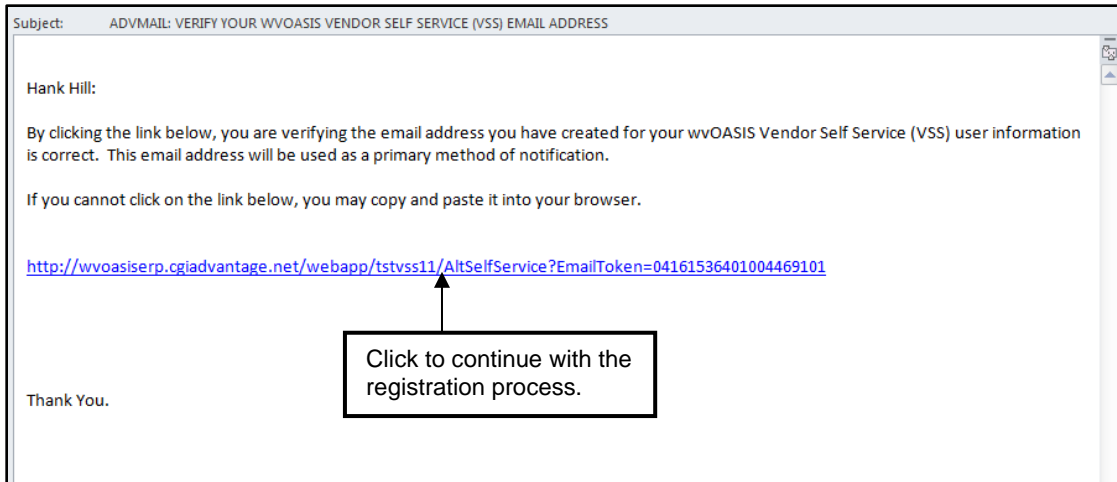 Subject: ADVMAIL: VERIFY YOUR WVOASIS VENDOR SELF SERVICE (VSS) EMAIL ADDRESS
Hank Hill:
By clicking the link below, you are verifying the email address you have created for your wvOASIS Vendor Self Service (VSS) user information
is correct.  This email address will be used as a primary method of notification.
If you cannot click on the link below, you may copy and paste it into your browser.
http://wvoasiserp.cgiadvantage.net/webapp/tstvss11/AltSelfService?EmailToken=04161536401004469101
Click to continue with the
registration process.
Thank You.